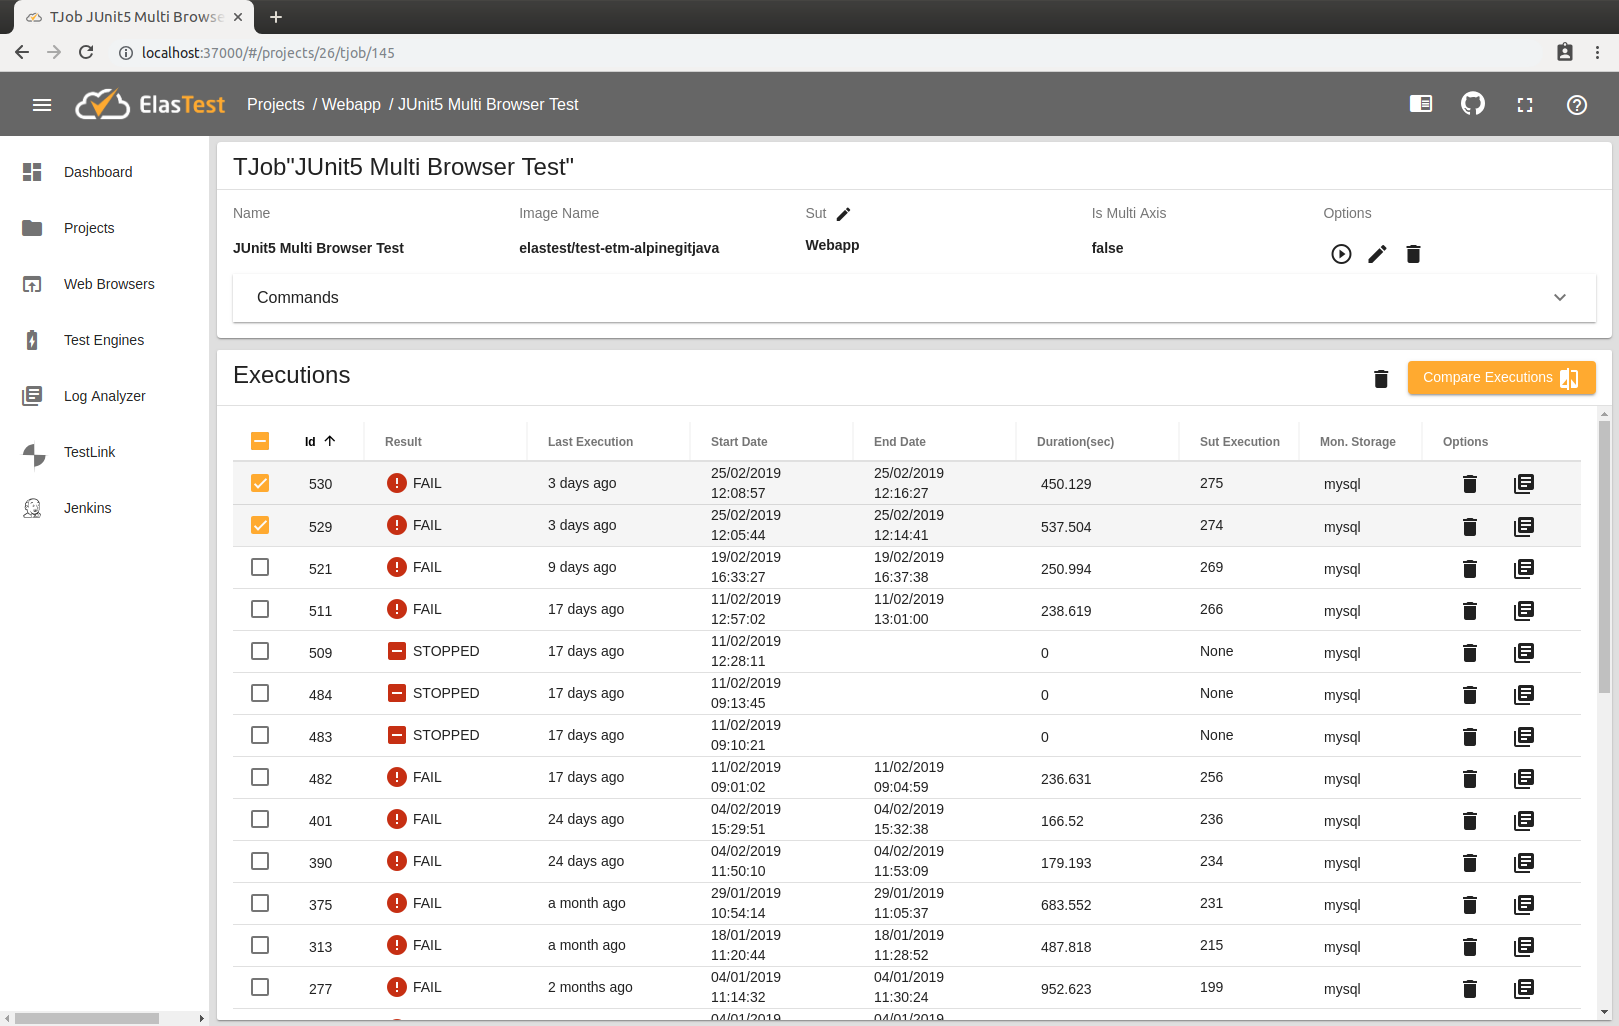 TJob JUnit5 Multi Browse
localhost:37000/#/projects/26/tjob/145
ElasTest Projects / Webapp / JUnit5 Multi Browser Test
Dashboard
Projects
Web Browsers
Test Engines
Log Analyzer
TestLink
Jenkins
TJob"JUnit5 Multi Browser Test"
Name Image Name Sut Is Multi Axis Options
JUnit5 Multi Browser Test elastest/test-etm-alpinegitjava Webapp false
Commands
Executions Compare Executions
Id Result Last Execution Start Date End Date Duration(sec) Sut Execution Mon. Storage Options
530 FAIL 3 days ago 25/02/2019 12:08:57 25/02/2019 12:16:27 450.129 275 mysql
529 FAIL 3 days ago 25/02/2019 12:05:44 25/02/2019 12:14:41 537.504 274 mysql
521 FAIL 9 days ago 19/02/2019 16:33:27 19/02/2019 16:37:38 250.994 269 mysql
511 FAIL 17 days ago 11/02/2019 12:57:02 11/02/2019 13:01:00 238.619 266 mysql
509 STOPPED 17 days ago 11/02/2019 12:28:11 0 None mysql
484 STOPPED 17 days ago 11/02/2019 09:13:45 0 None mysql
483 STOPPED 17 days ago 11/02/2019 09:10:21 0 None mysql
482 FAIL 17 days ago 11/02/2019 09:01:02 11/02/2019 09:04:59 236.631 256 mysql
401 FAIL 24 days ago 04/02/2019 15:29:51 04/02/2019 15:32:38 166.52 236 mysql
390 FAIL 24 days ago 04/02/2019 11:50:10 04/02/2019 11:53:09 179.193 234 mysql
375 FAIL a month ago 29/01/2019 10:54:14 29/01/2019 11:05:37 683.552 231 mysql
313 FAIL a month ago 18/01/2019 11:20:44 18/01/2019 11:28:52 487.818 215 mysql
277 FAIL 2 months ago 04/01/2019 11:14:32 04/01/2019 11:30:24 952.623 199 mysql
04/01/2019 04/01/2019